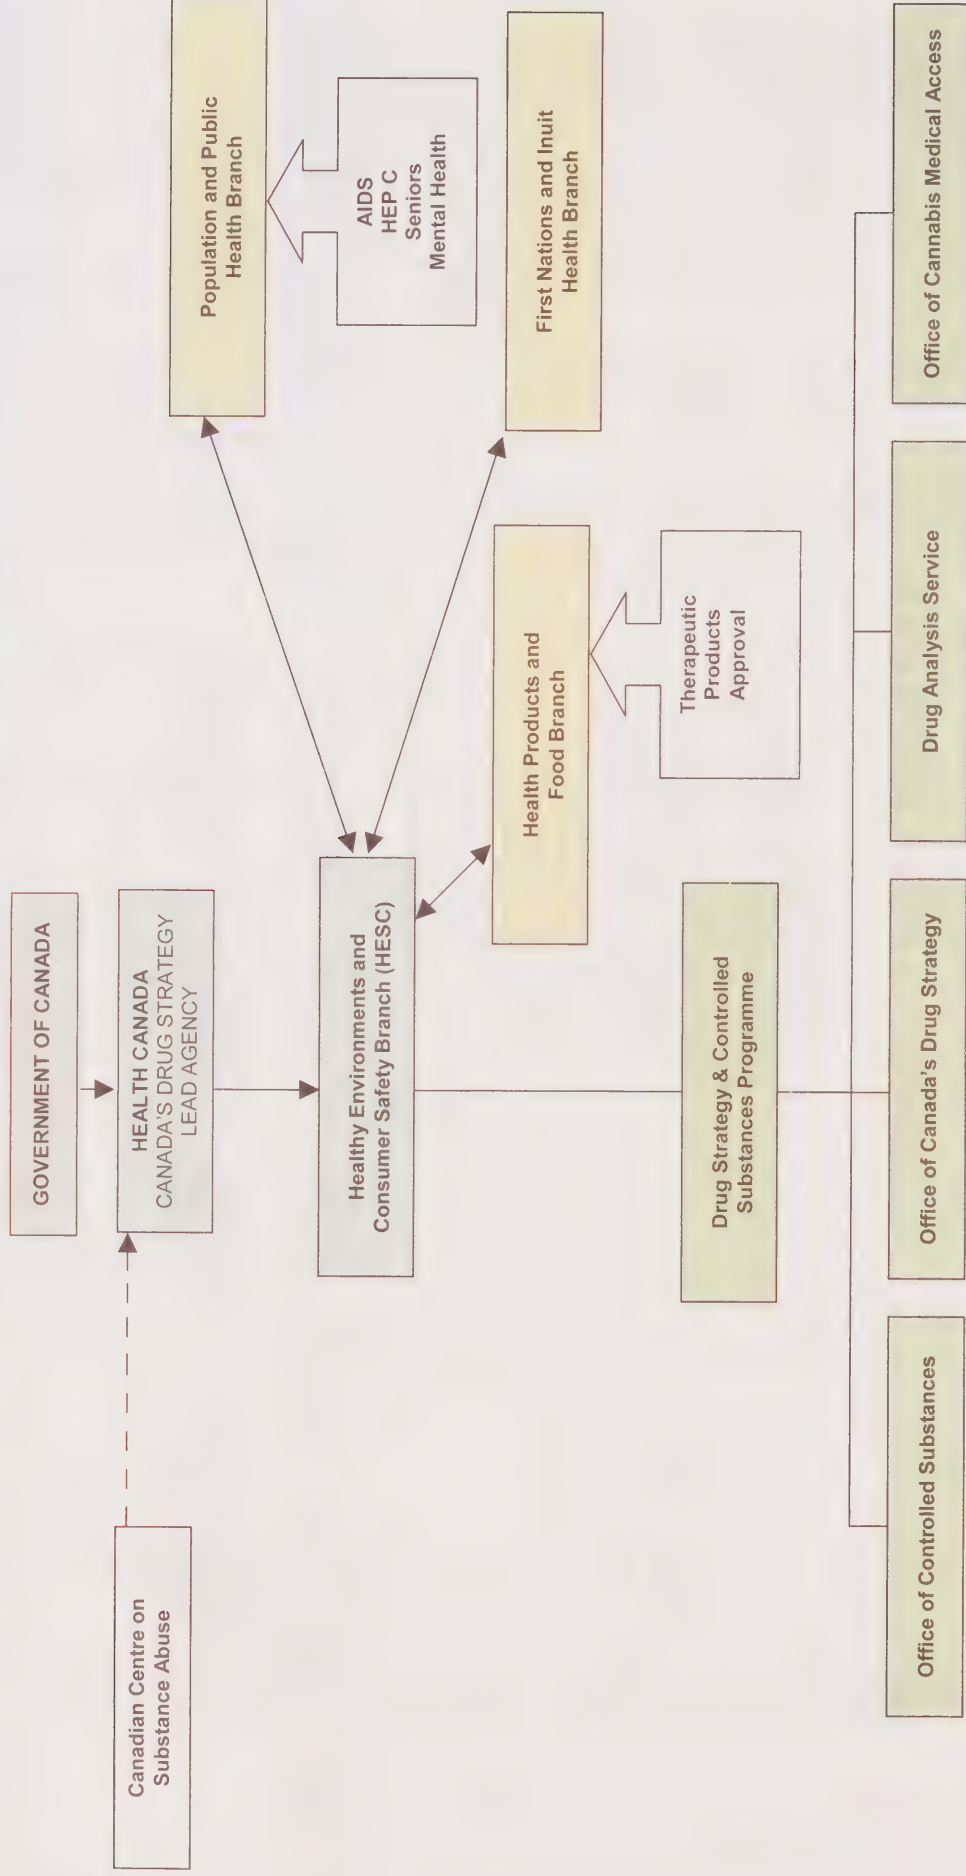 GOVERNMENT OF CANADA
HEALTH CANADA
CANADA'S DRUG STRATEGY
LEAD AGENCY
Canadian Centre on
Substance Abuse
Healthy Environments and
Consumer Safety Branch (HESC)
Population and Public
Health Branch
AIDS
HEP C
Seniors
Mental Health
First Nations and Inuit
Health Branch
Health Products and
Food Branch
Therapeutic
Products
Approval
Drug Strategy & Controlled
Substances Programme
Office of Controlled Substances
Office of Canada's Drug Strategy
Drug Analysis Service
Office of Cannabis Medical Access